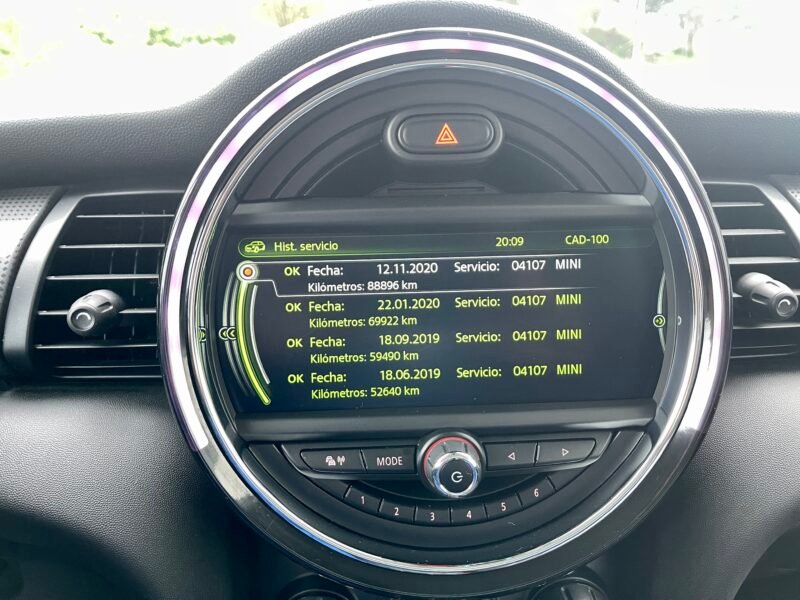 Hist. servicio 20:09 CAD-100
OK Fecha: 12.11.2020 Servicio: 04107 MINI
Kilómetros: 88896 km
OK Fecha: 22.01.2020 Servicio: 04107 MINI
Kilómetros: 69922 km
OK Fecha: 18.09.2019 Servicio: 04107 MINI
Kilómetros: 59490 km
OK Fecha: 18.06.2019 Servicio: 04107 MINI
Kilómetros: 52640 km
MODE
1 2 3 4 5 6